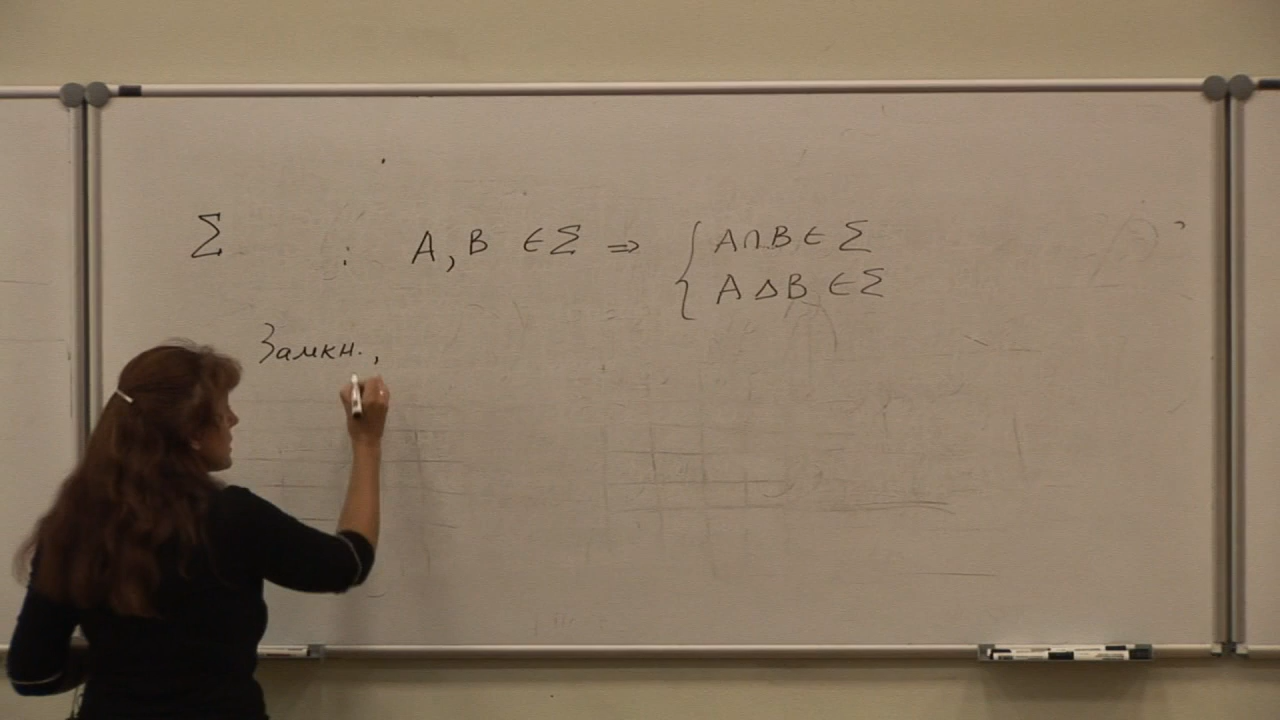 Σ : A, B ∈ Σ ⇒ { A ∩ B ∈ Σ
A Δ B ∈ Σ
Замкн.,